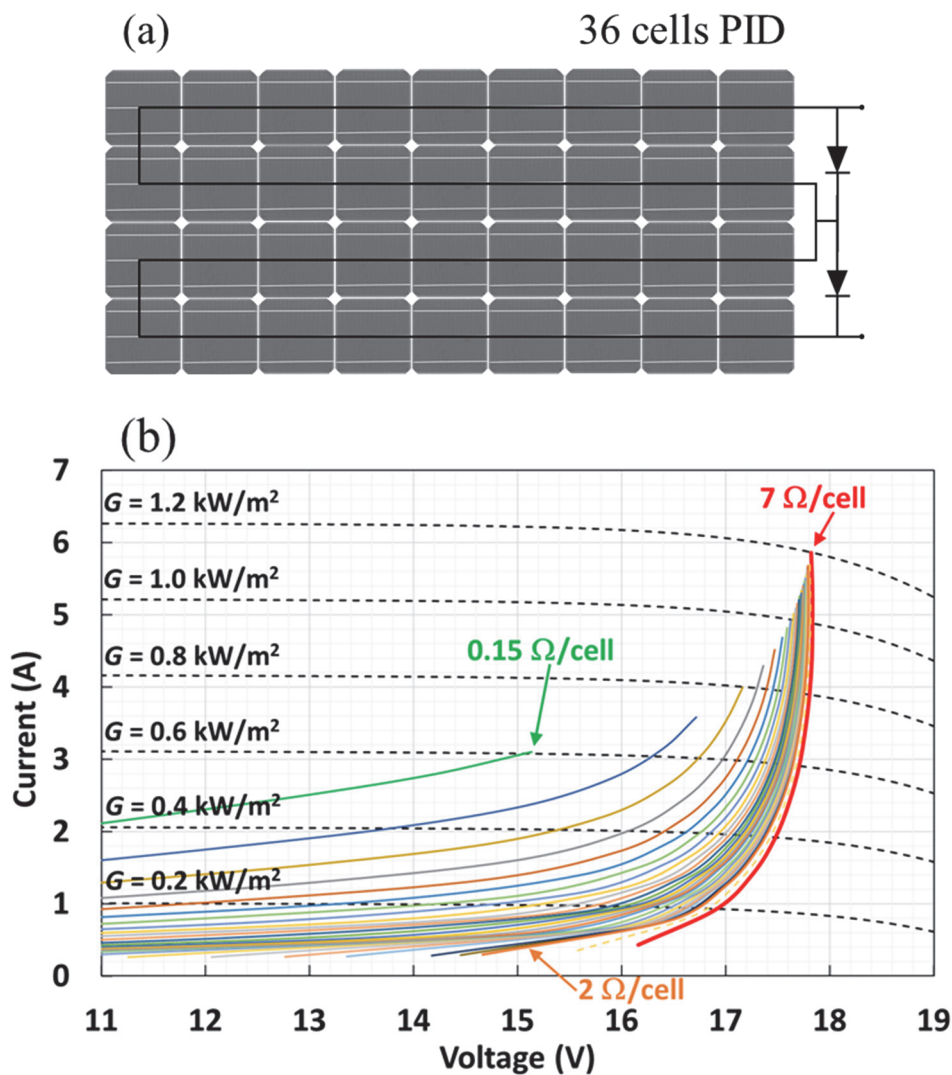 (a) 36 cells PID
(b)
7
6
5
4
3
2
1
0
Current (A)
G = 1.2 kW/m²
G = 1.0 kW/m²
G = 0.8 kW/m²
G = 0.6 kW/m²
G = 0.4 kW/m²
G = 0.2 kW/m²
7 Ω/cell
0.15 Ω/cell
2 Ω/cell
11 12 13 14 15 16 17 18 19
Voltage (V)